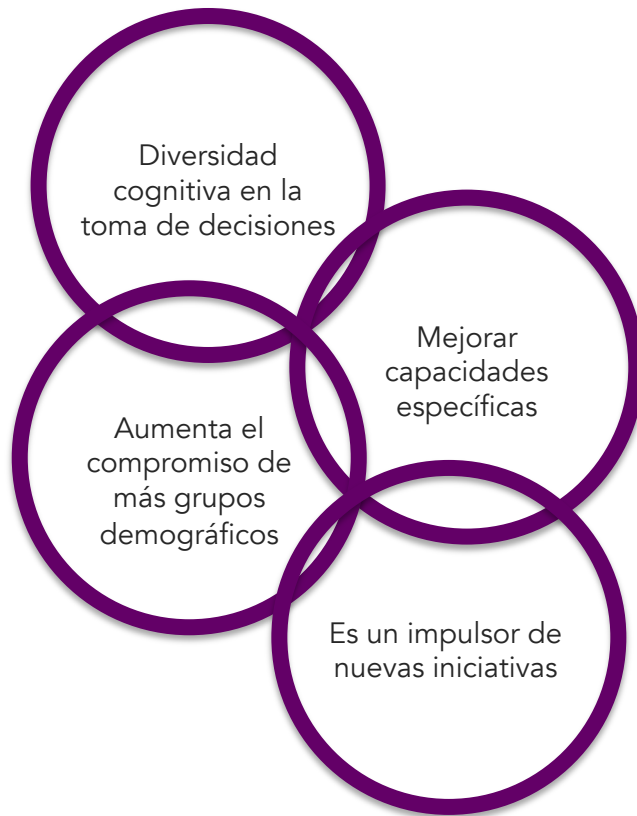 Diversidad
cognitiva en la
toma de decisiones
Mejorar
capacidades
específicas
Aumenta el
compromiso de
más grupos
demográficos
Es un impulsor de
nuevas iniciativas